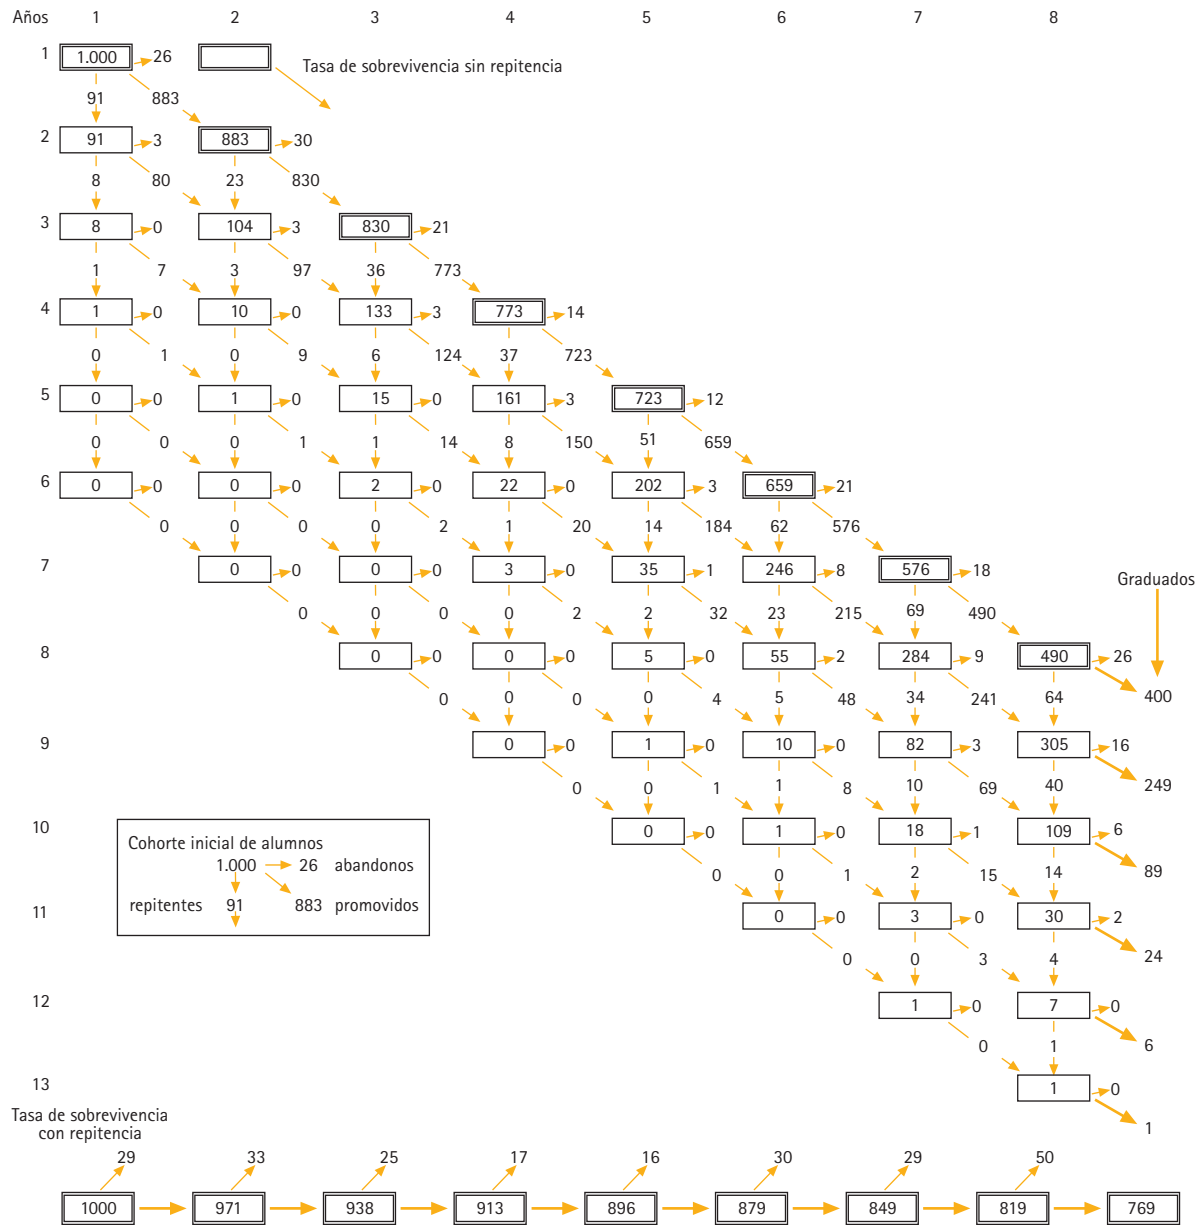 Años 1 2 3 4 5 6 7 8
1 1.000 26
Tasa de sobrevivencia sin repitencia
91 883
2 91 3 883 30
8 80 23 830
3 8 0 104 3 830 21
1 7 3 97 36 773
4 1 0 10 0 133 3 773 14
0 1 0 9 6 124 37 723
5 0 0 1 0 15 0 161 3 723 12
0 0 0 1 1 14 8 150 51 659
6 0 0 0 0 2 0 22 0 202 3 659 21
0 0 0 0 2 1 20 14 184 62 576
7 0 0 0 0 3 0 35 1 246 8 576 18
Graduados
0 0 0 0 2 2 32 23 215 69 490
8 0 0 0 0 5 0 55 2 284 9 490 26
0 0 0 0 4 5 48 34 241 64 400
9 0 0 1 0 10 0 82 3 305 16
0 0 1 1 8 10 69 40 249
10 0 0 1 0 18 1 109 6
Cohorte inicial de alumnos
1.000 26 abandonos
repitentes 91 883 promovidos
0 0 1 2 15 14 89
11 0 0 3 0 30 2
0 0 3 4 24
12 1 0 7 0
0 1 6
13 1 0
1
Tasa de sobrevivencia
con repitencia
29 33 25 17 16 30 29 50
1000 971 938 913 896 879 849 819 769